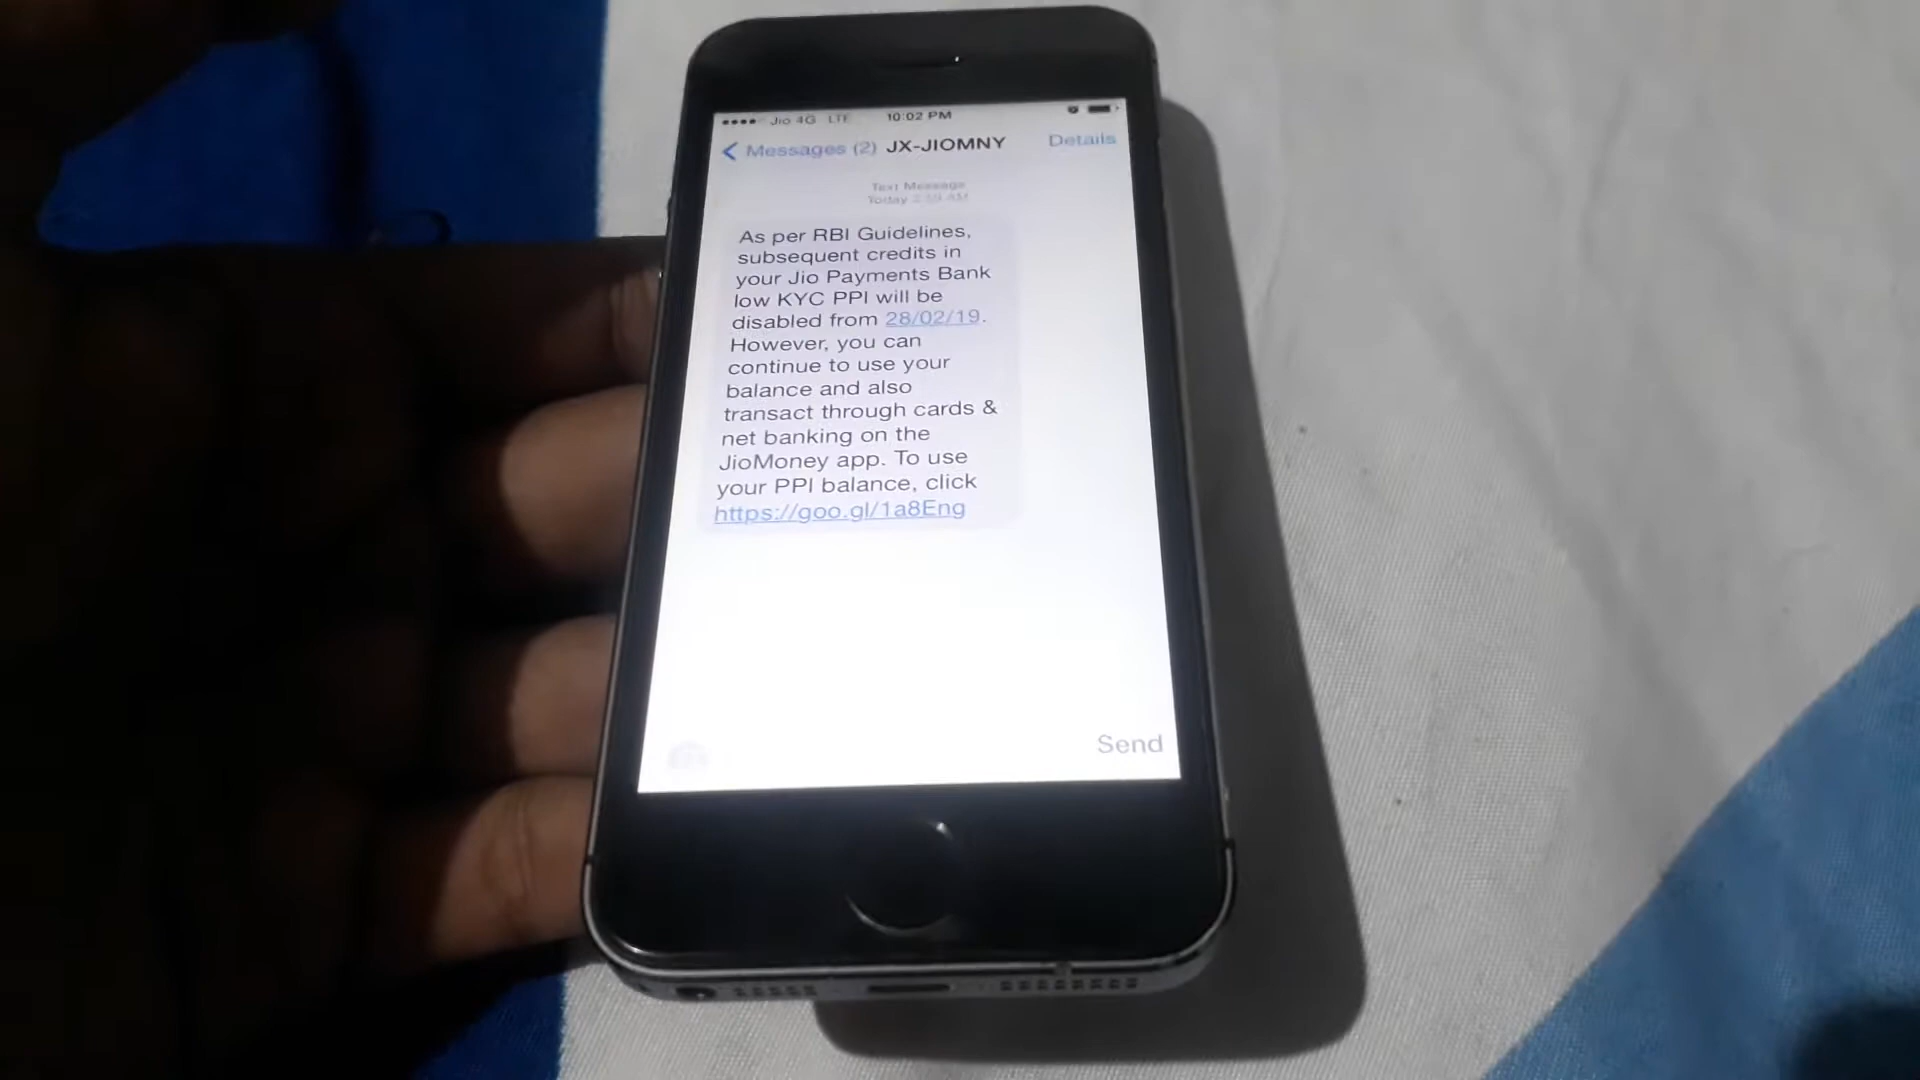 Jio 4G LTE 10:02 PM
Messages (2) JX-JIOMNY Details
Text Message
Today
As per RBI Guidelines,
subsequent credits in
your Jio Payments Bank
low KYC PPI will be
disabled from 28/02/19.
However, you can
continue to use your
balance and also
transact through cards &
net banking on the
JioMoney app. To use
your PPI balance, click
https://goo.gl/1a8Eng
Send